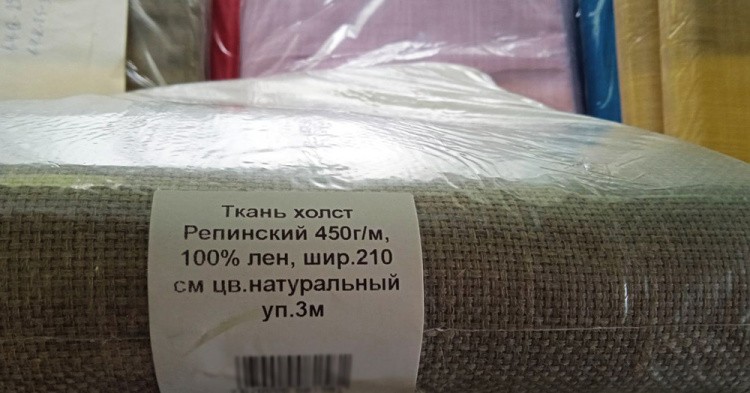 Ткань холст
Репинский 450г/м,
100% лен, шир.210
см цв.натуральный
уп.3м